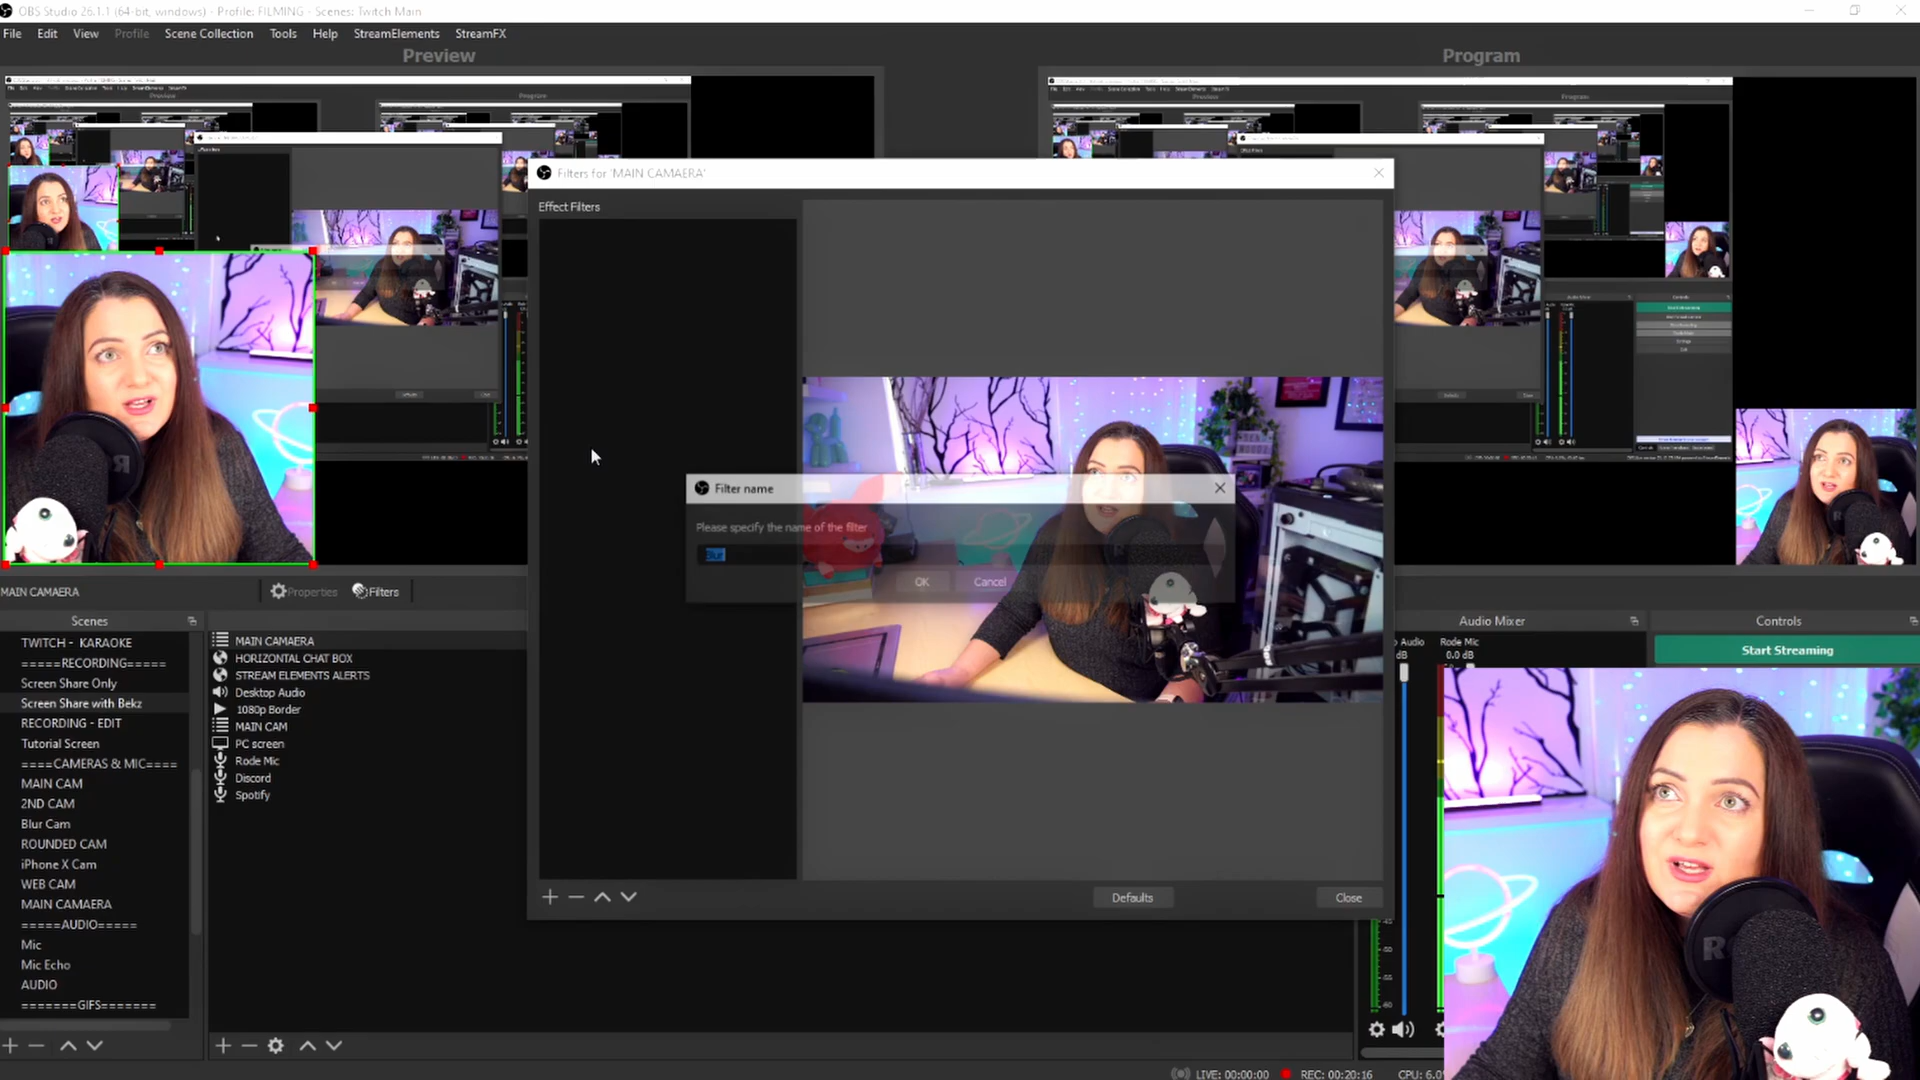 OBS Studio 26.1.1 (64-bit, windows) - Profile: FILMING - Scenes: Twitch Main
File Edit View Profile Scene Collection Tools Help StreamElements StreamFX
Preview
Program
Filters for 'MAIN CAMAERA'
Effect Filters
Filter name
Please specify the name of the filter
Blur
OK Cancel
Defaults Close
MAIN CAMAERA
Properties Filters
Scenes
TWITCH - KARAOKE
=====RECORDING=====
Screen Share Only
Screen Share with Bekz
RECORDING - EDIT
Tutorial Screen
====CAMERAS & MIC====
MAIN CAM
2ND CAM
Blur Cam
ROUNDED CAM
iPhone X Cam
WEB CAM
MAIN CAMAERA
=====AUDIO=====
Mic
Mic Echo
AUDIO
=======GIFS=======
MAIN CAMAERA
HORIZONTAL CHAT BOX
STREAM ELEMENTS ALERTS
Desktop Audio
1080p Border
MAIN CAM
PC screen
Rode Mic
Discord
Spotify
Audio Mixer
Audio Rode Mic
dB 0.0 dB
Controls
Start Streaming
LIVE: 00:00:00 REC: 00:20:16 CPU: 6.0